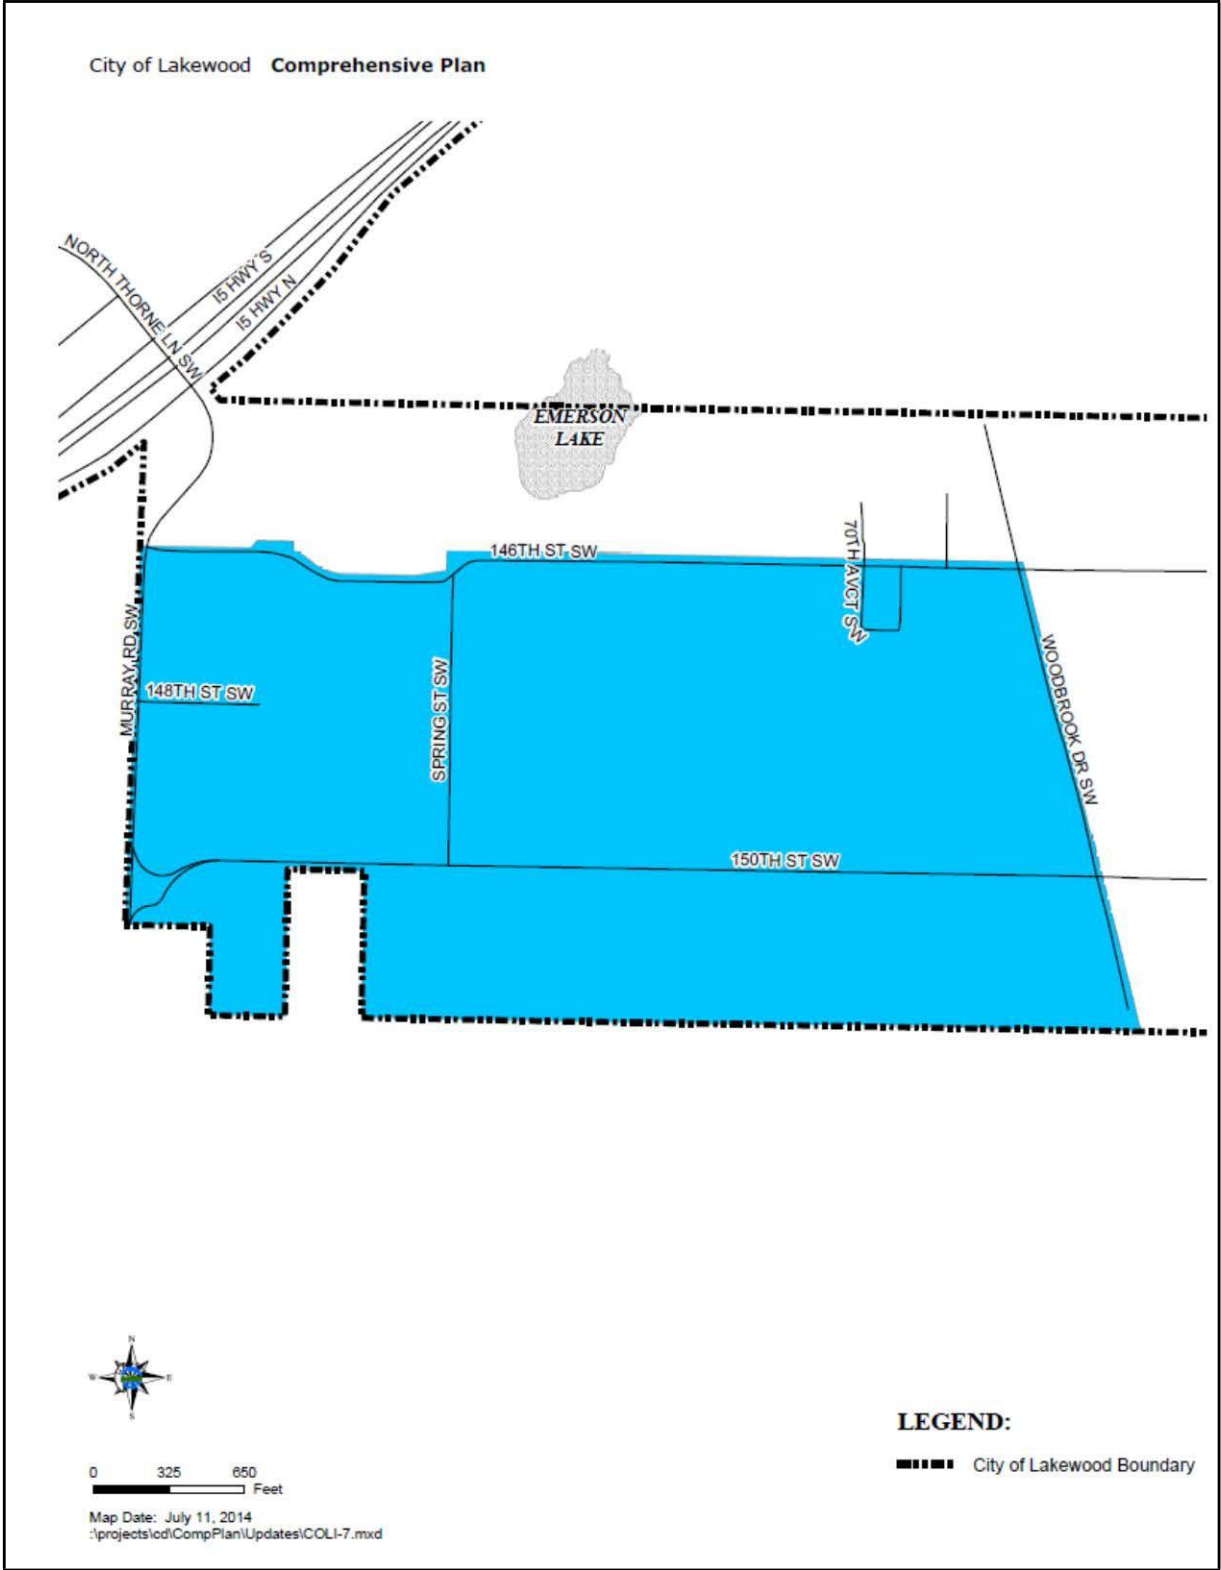 City of Lakewood Comprehensive Plan
NORTH THORNE LN SW
I5 HWY S
I5 HWY N
EMERSON
LAKE
146TH ST SW
70TH AVCT SW
MURRAY RD SW
148TH ST SW
SPRING ST SW
WOODBROOK DR SW
150TH ST SW
N
W
E
S
LEGEND:
City of Lakewood Boundary
0 325 650
Feet
Map Date: July 11, 2014
:\projects\cd\CompPlan\Updates\COLI-7.mxd